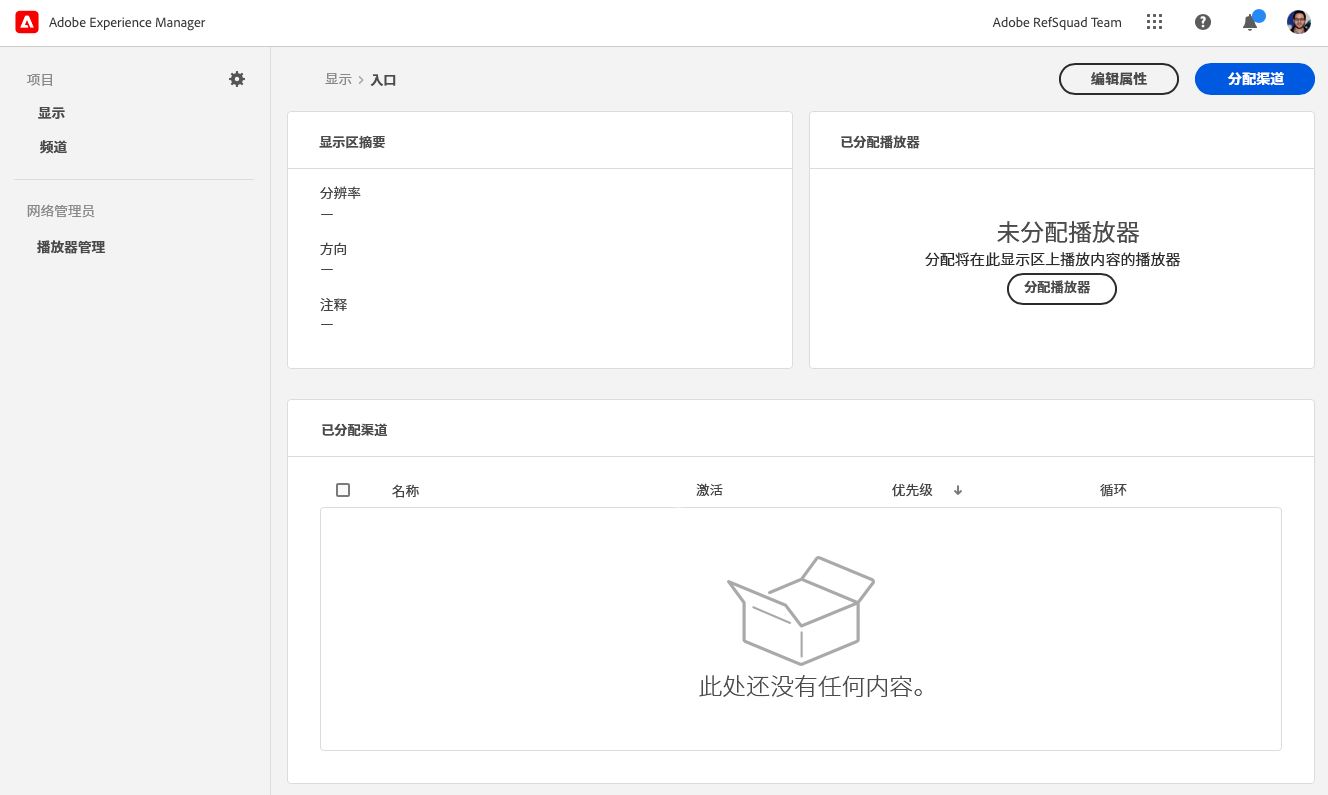 Adobe Experience Manager
Adobe RefSquad Team
项目
显示
频道
网络管理员
播放器管理
显示 > 入口
编辑属性
分配渠道
显示区摘要
分辨率
—
方向
—
注释
—
已分配播放器
未分配播放器
分配将在此显示区上播放内容的播放器
分配播放器
已分配渠道
名称 激活 优先级 循环
此处还没有任何内容。